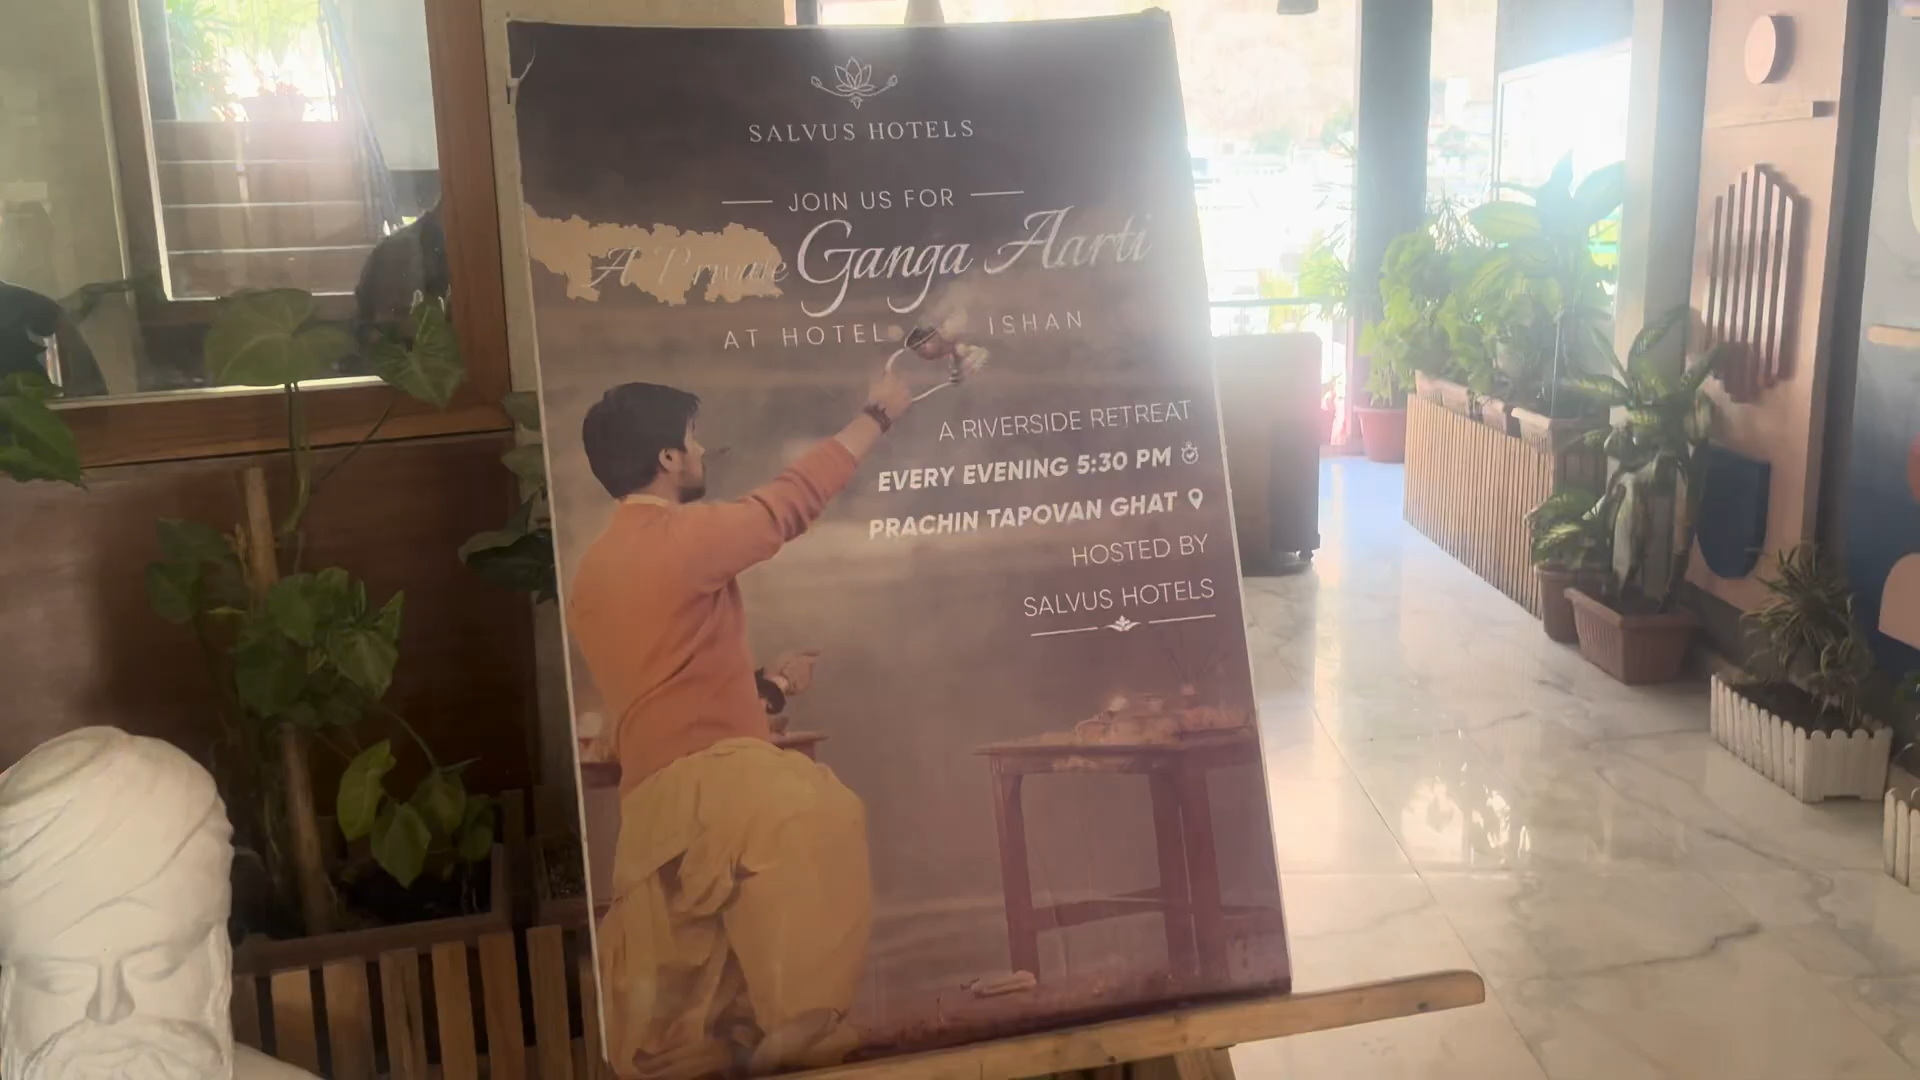 SALVUS HOTELS
JOIN US FOR
A Private Ganga Aarti
AT HOTEL ISHAN
A RIVERSIDE RETREAT
EVERY EVENING 5:30 PM
PRACHIN TAPOVAN GHAT
HOSTED BY
SALVUS HOTELS